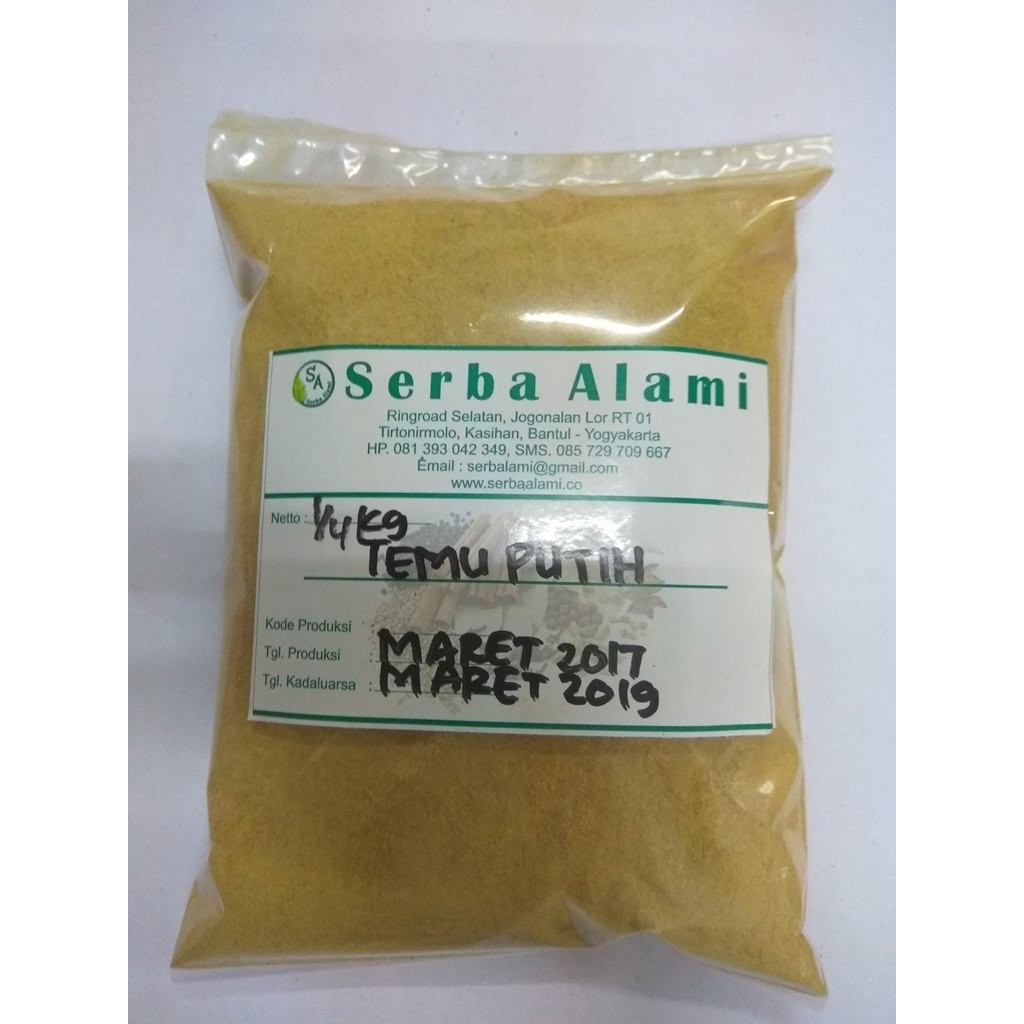 SA
Serba Alami
Serba Alami
Ringroad Selatan, Jogonalan Lor RT 01
Tirtonirmolo, Kasihan, Bantul - Yogyakarta
HP. 081 393 042 349, SMS. 085 729 709 667
Email : serbalami@gmail.com
www.serbaalami.co
Netto : 1/4 Kg
TEMU PUTIH
Kode Produksi :
Tgl. Produksi : MARET 2017
Tgl. Kadaluarsa : MARET 2019